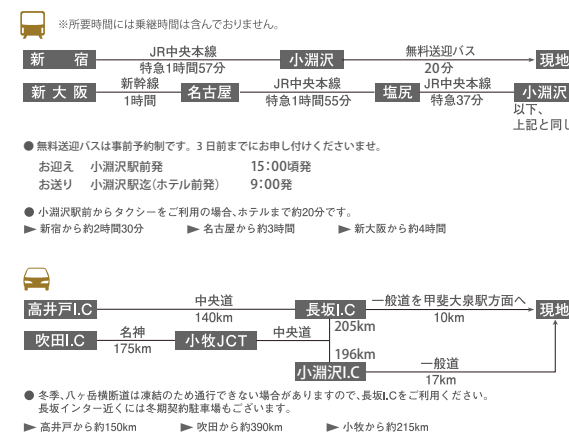 ※所要時間には乗継時間は含んでおりません。
新宿 JR中央本線 特急1時間57分 小淵沢 無料送迎バス 20分 現地
新大阪 新幹線 1時間 名古屋 JR中央本線 特急1時間55分 塩尻 JR中央本線 特急37分 小淵沢
以下、
上記と同じ
● 無料送迎バスは事前予約制です。3日前までにお申し付けくださいませ。
お迎え 小淵沢駅前発 15:00頃発
お送り 小淵沢駅迄(ホテル前発) 9:00発
● 小淵沢駅前からタクシーをご利用の場合、ホテルまで約20分です。
▶ 新宿から約2時間30分 ▶ 名古屋から約3時間 ▶ 新大阪から約4時間
高井戸I.C 中央道 140km 長坂I.C 一般道を甲斐大泉駅方面へ 10km 現地
吹田I.C 名神 175km 小牧JCT 中央道 205km
196km
小淵沢I.C 一般道 17km
● 冬季、八ヶ岳横断道は凍結のため通行できない場合がありますので、長坂I.Cをご利用ください。
長坂インター近くには冬期契約駐車場もございます。
▶ 高井戸から約150km ▶ 吹田から約390km ▶ 小牧から約215km